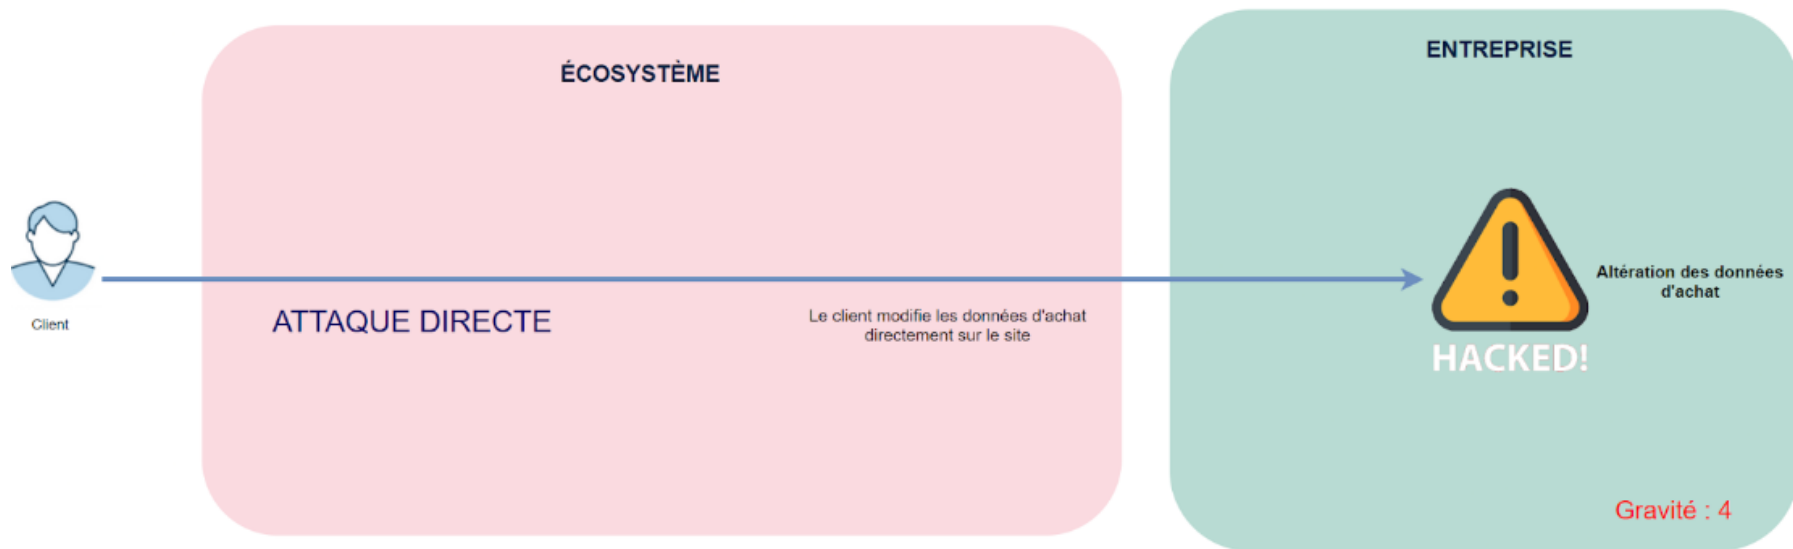 ÉCOSYSTÈME
ENTREPRISE
Client
ATTAQUE DIRECTE
Le client modifie les données d'achat
directement sur le site
Altération des données
d'achat
HACKED!
Gravité : 4